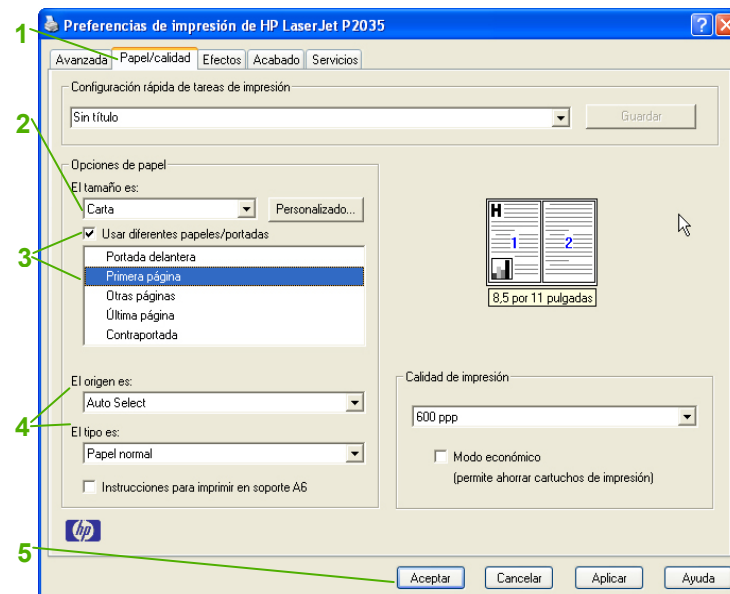 Preferencias de impresión de HP LaserJet P2035
1
Avanzada Papel/calidad Efectos Acabado Servicios
Configuración rápida de tareas de impresión
Sin título Guardar
2
Opciones de papel
El tamaño es:
Carta Personalizado...
3
Usar diferentes papeles/portadas
Portada delantera
Primera página
Otras páginas
Última página
Contraportada
H
1 2
8,5 por 11 pulgadas
4
El origen es:
Auto Select
El tipo es:
Papel normal
Instrucciones para imprimir en soporte A6
Calidad de impresión
600 ppp
Modo económico
(permite ahorrar cartuchos de impresión)
hp
5
Aceptar Cancelar Aplicar Ayuda